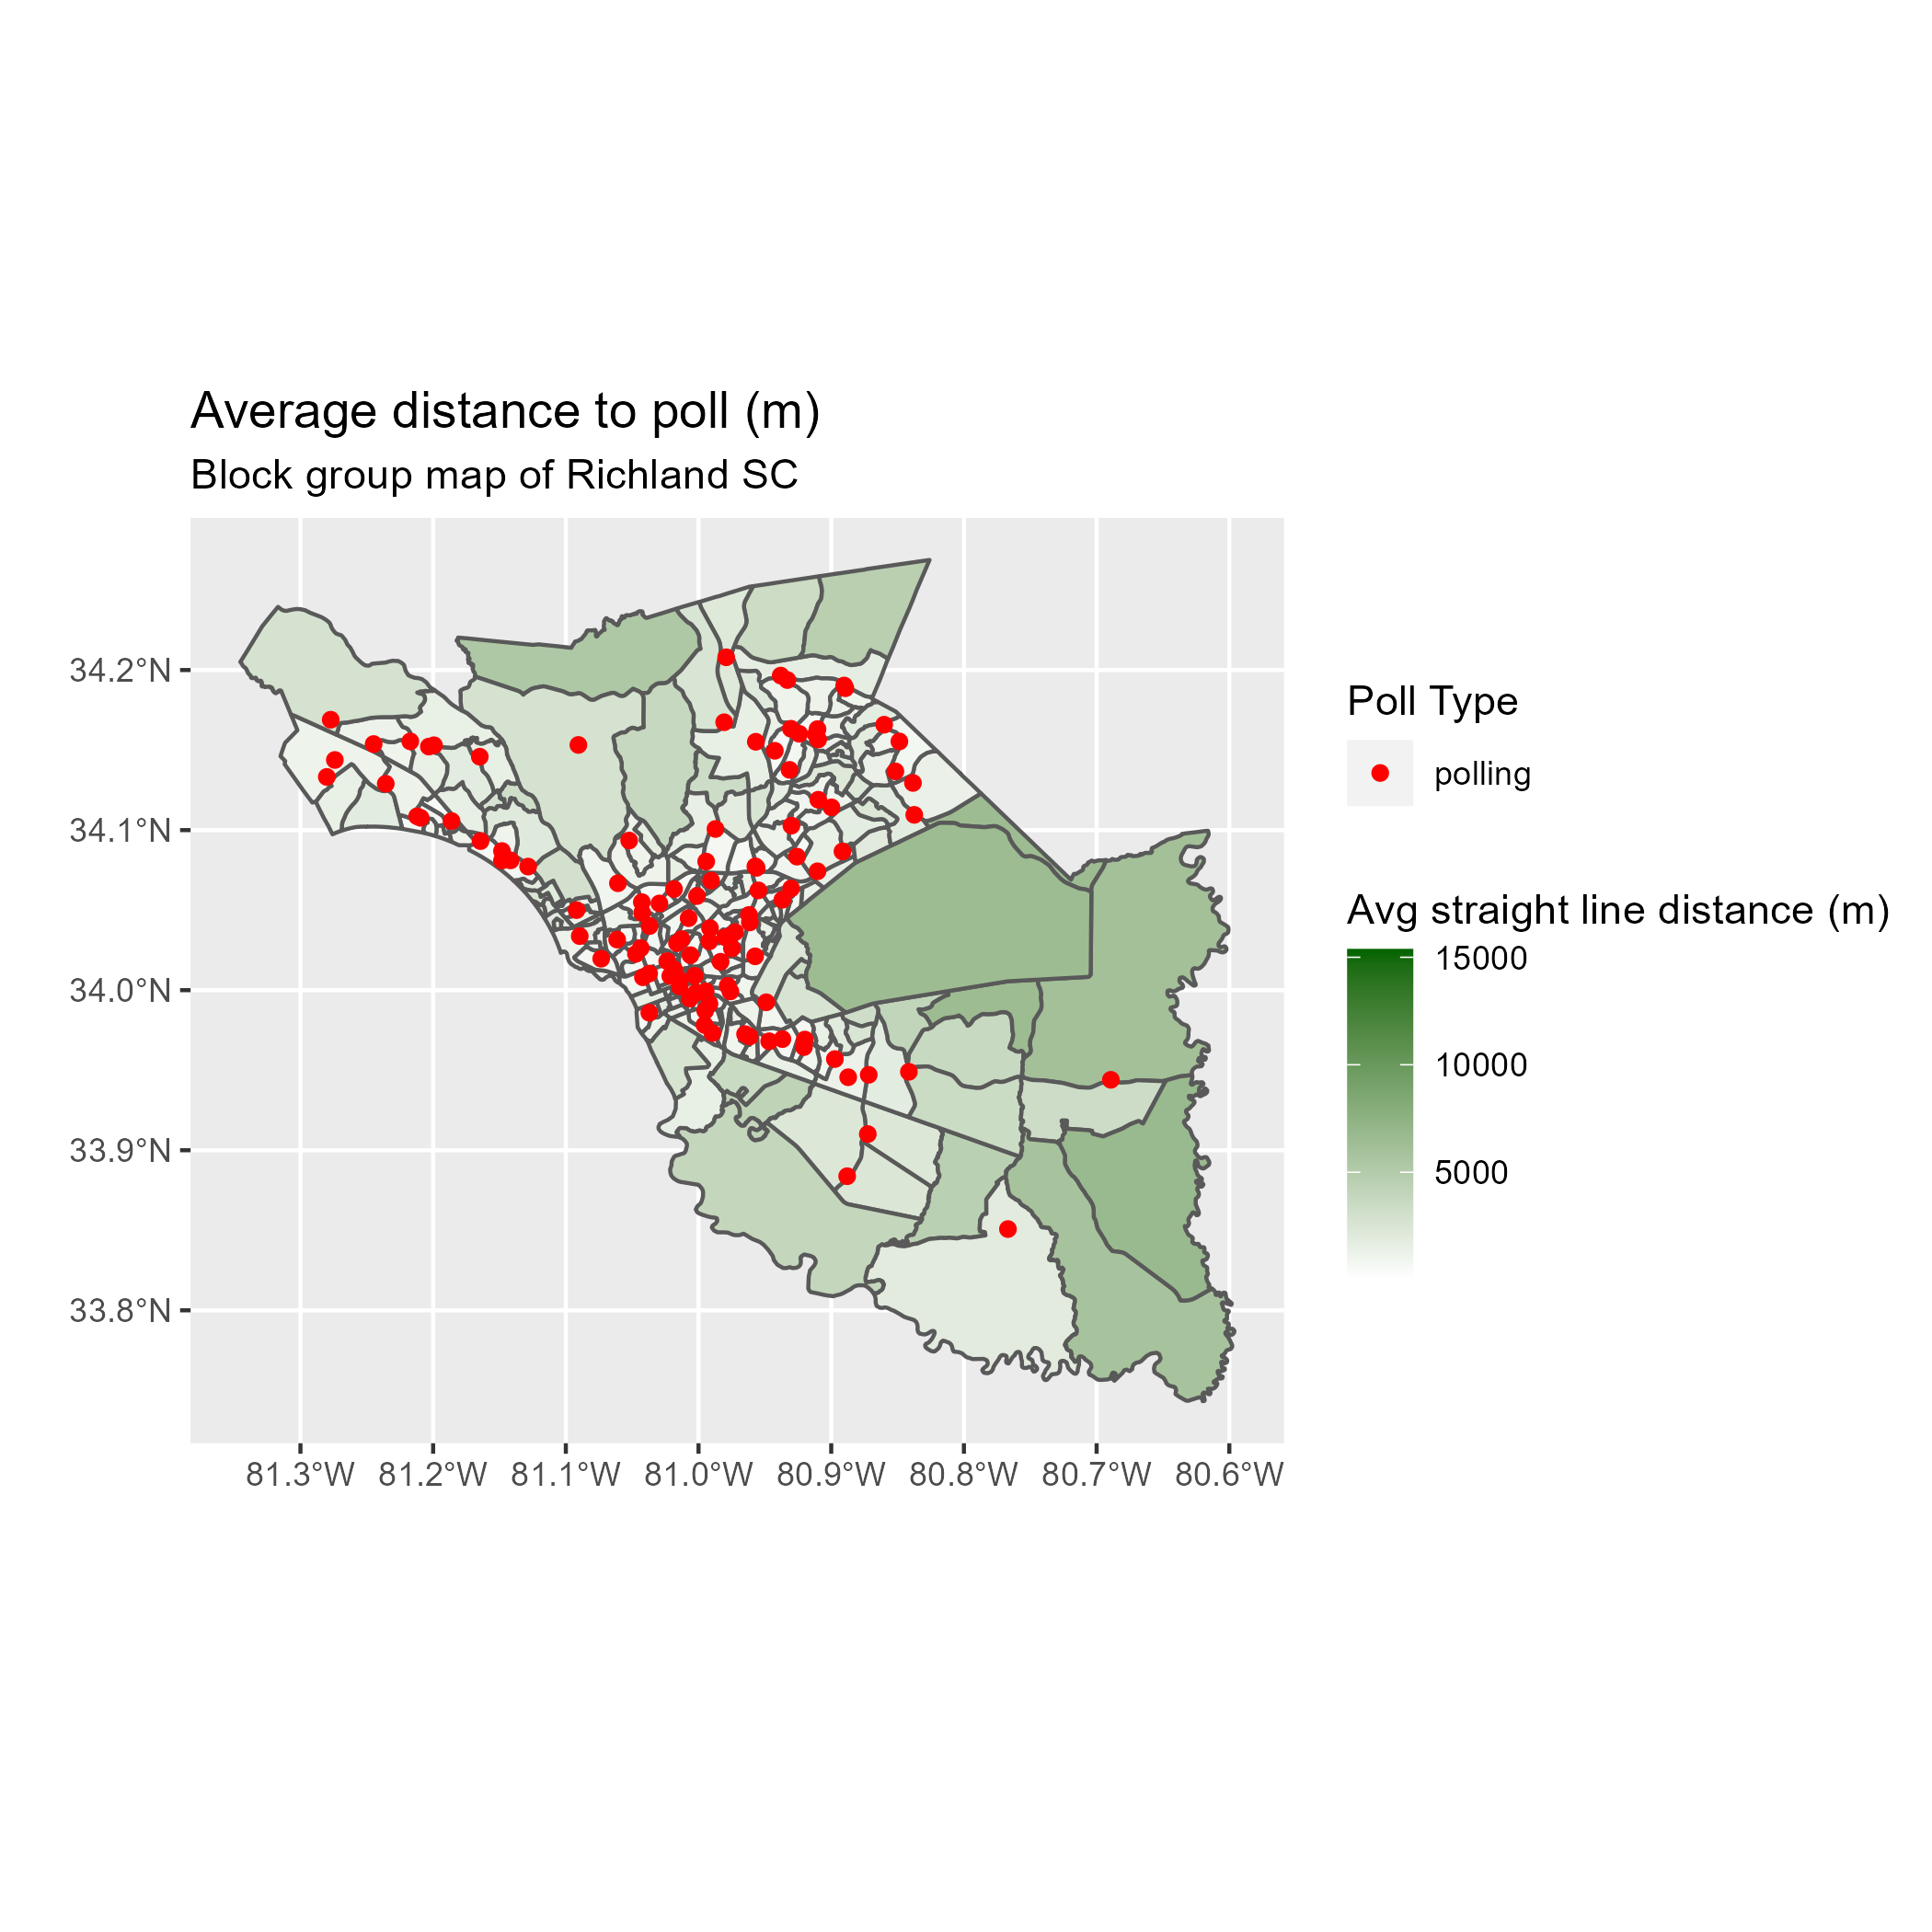 Average distance to poll (m)
Block group map of Richland SC
34.2°N
34.1°N
34.0°N
33.9°N
33.8°N
81.3°W 81.2°W 81.1°W 81.0°W 80.9°W 80.8°W 80.7°W 80.6°W
Poll Type
polling
Avg straight line distance (m)
15000
10000
5000